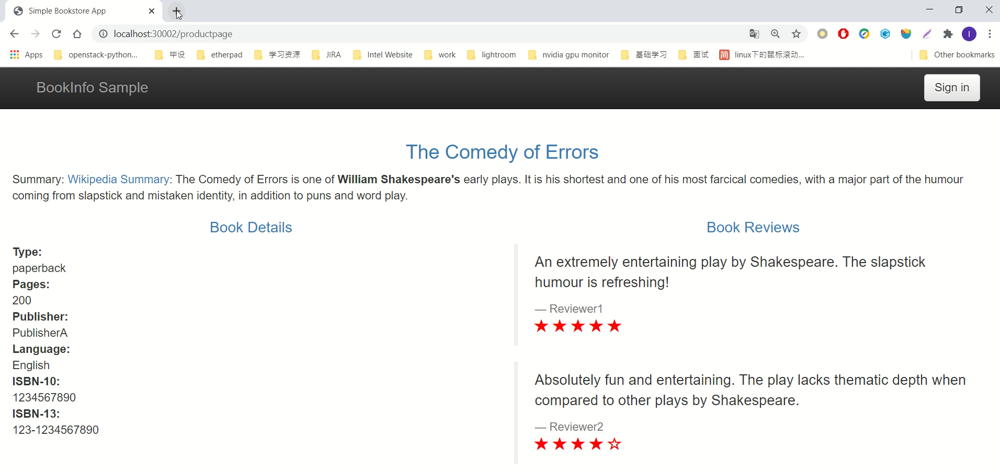 Simple Bookstore App
localhost:30002/productpage
Apps openstack-python... 毕设 etherpad 学习资源 JIRA Intel Website work lightroom nvidia gpu monitor 基础学习 面试 简 linux下的鼠标滚动... Other bookmarks
I
BookInfo Sample
Sign in
The Comedy of Errors
Summary: Wikipedia Summary: The Comedy of Errors is one of William Shakespeare's early plays. It is his shortest and one of his most farcical comedies, with a major part of the humour
coming from slapstick and mistaken identity, in addition to puns and word play.
Book Details
Type:
paperback
Pages:
200
Publisher:
PublisherA
Language:
English
ISBN-10:
1234567890
ISBN-13:
123-1234567890
Book Reviews
An extremely entertaining play by Shakespeare. The slapstick
humour is refreshing!
— Reviewer1
★★★★★
Absolutely fun and entertaining. The play lacks thematic depth when
compared to other plays by Shakespeare.
— Reviewer2
★★★★☆